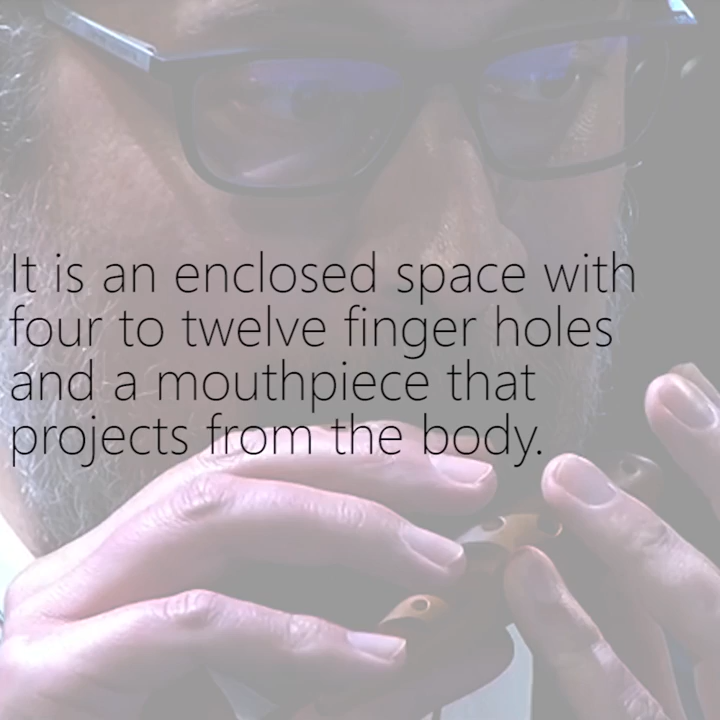 It is an enclosed space with
four to twelve finger holes
and a mouthpiece that
projects from the body.